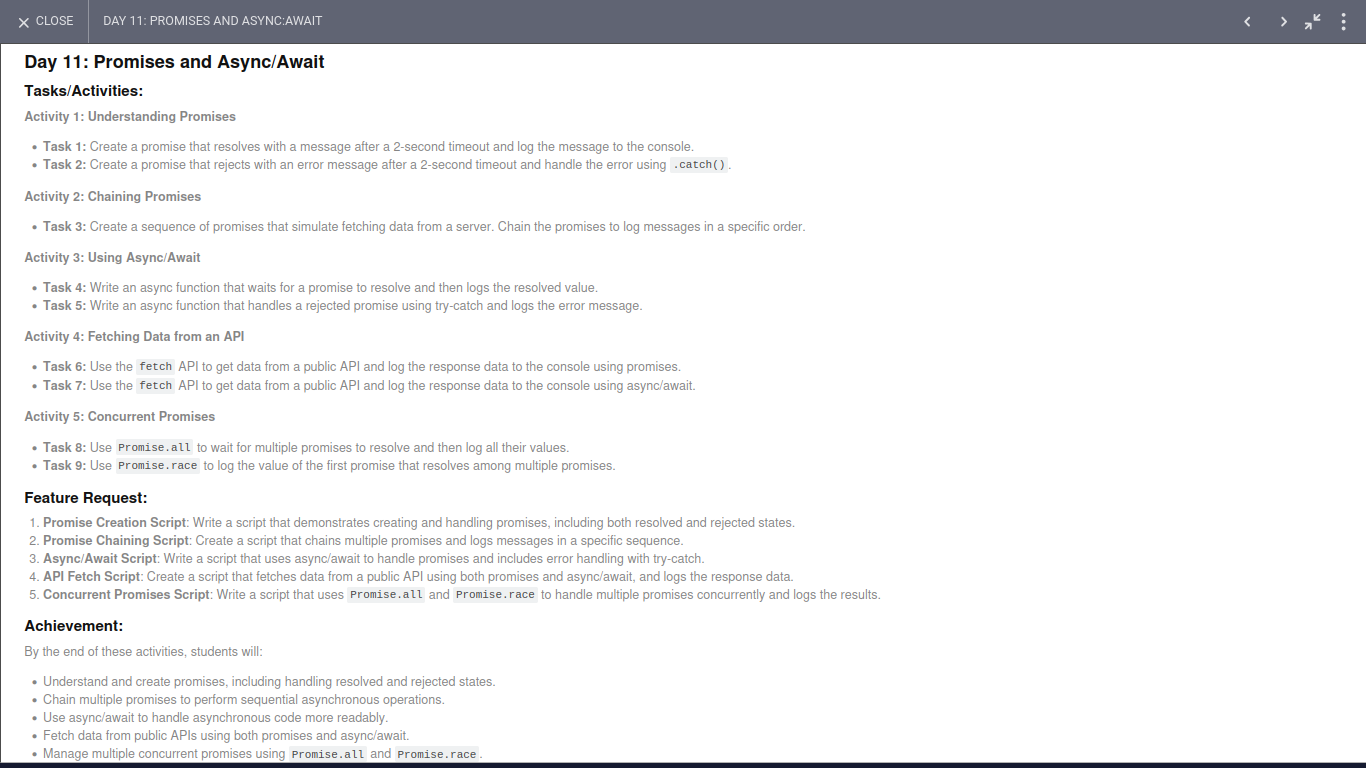 CLOSE
DAY 11: PROMISES AND ASYNC:AWAIT
Day 11: Promises and Async/Await
Tasks/Activities:
Activity 1: Understanding Promises
• Task 1: Create a promise that resolves with a message after a 2-second timeout and log the message to the console.
• Task 2: Create a promise that rejects with an error message after a 2-second timeout and handle the error using .catch() .
Activity 2: Chaining Promises
• Task 3: Create a sequence of promises that simulate fetching data from a server. Chain the promises to log messages in a specific order.
Activity 3: Using Async/Await
• Task 4: Write an async function that waits for a promise to resolve and then logs the resolved value.
• Task 5: Write an async function that handles a rejected promise using try-catch and logs the error message.
Activity 4: Fetching Data from an API
• Task 6: Use the fetch API to get data from a public API and log the response data to the console using promises.
• Task 7: Use the fetch API to get data from a public API and log the response data to the console using async/await.
Activity 5: Concurrent Promises
• Task 8: Use Promise.all to wait for multiple promises to resolve and then log all their values.
• Task 9: Use Promise.race to log the value of the first promise that resolves among multiple promises.
Feature Request:
1. Promise Creation Script: Write a script that demonstrates creating and handling promises, including both resolved and rejected states.
2. Promise Chaining Script: Create a script that chains multiple promises and logs messages in a specific sequence.
3. Async/Await Script: Write a script that uses async/await to handle promises and includes error handling with try-catch.
4. API Fetch Script: Create a script that fetches data from a public API using both promises and async/await, and logs the response data.
5. Concurrent Promises Script: Write a script that uses Promise.all and Promise.race to handle multiple promises concurrently and logs the results.
Achievement:
By the end of these activities, students will:
• Understand and create promises, including handling resolved and rejected states.
• Chain multiple promises to perform sequential asynchronous operations.
• Use async/await to handle asynchronous code more readably.
• Fetch data from public APIs using both promises and async/await.
• Manage multiple concurrent promises using Promise.all and Promise.race .